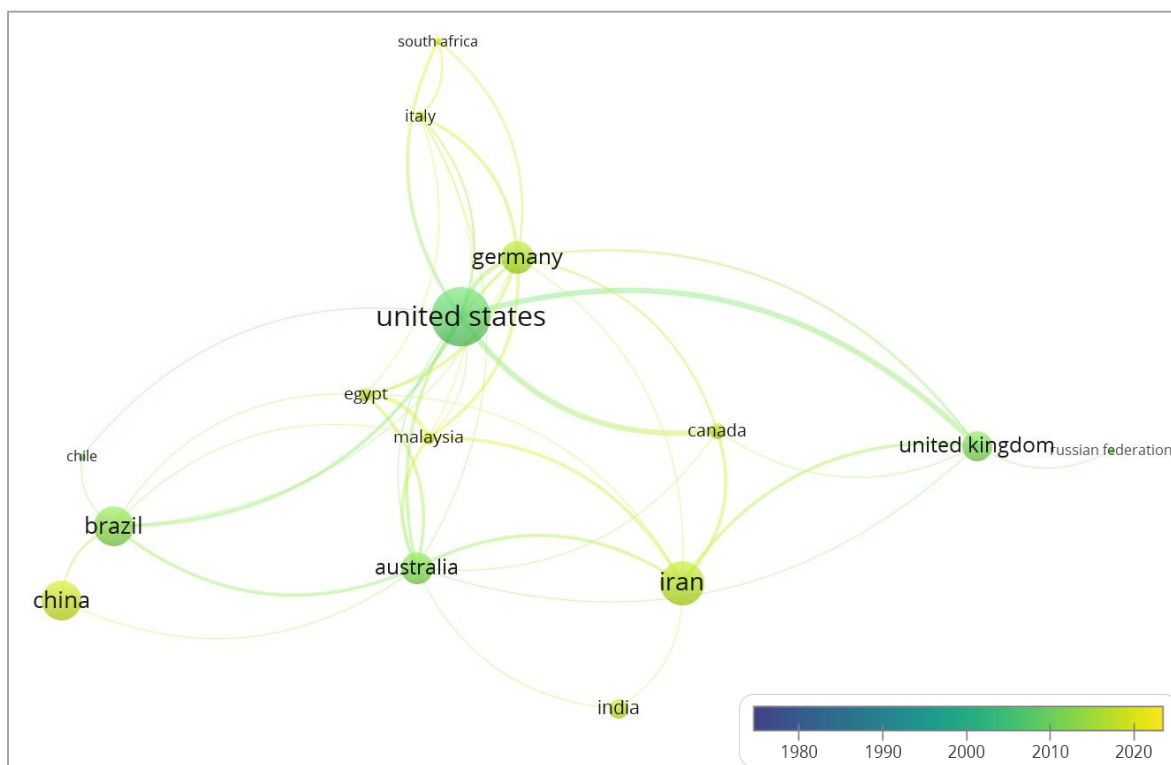 south africa
italy
germany
united states
egypt
malaysia
canada
united kingdom
russian federation
chile
brazil
australia
iran
china
india
1980 1990 2000 2010 2020